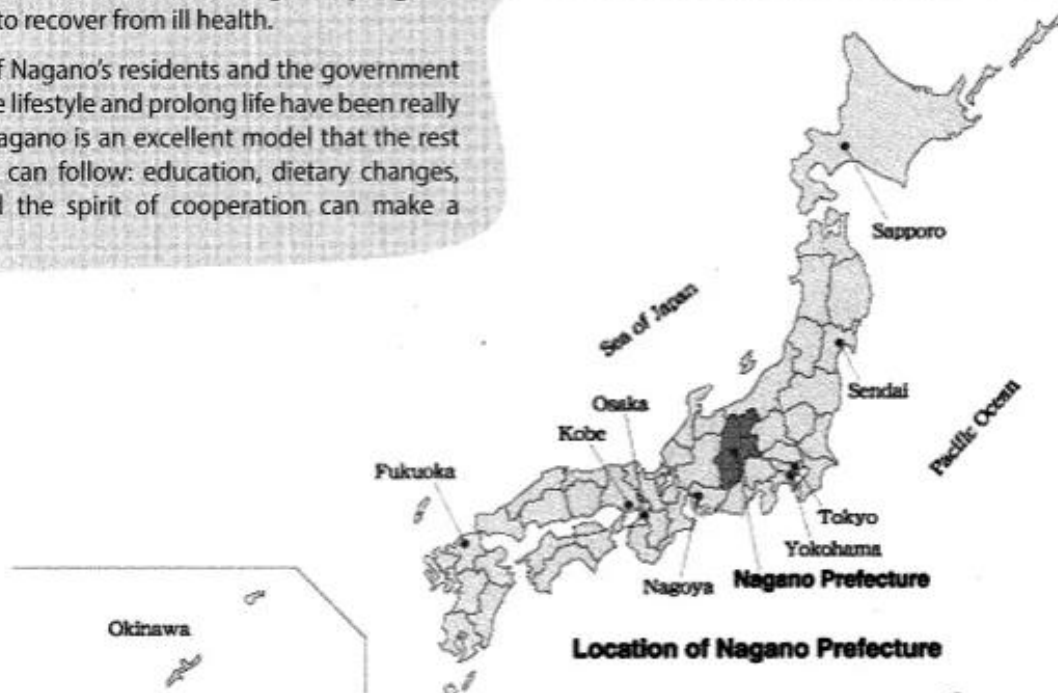 to recover from ill health.
f Nagano's residents and the government
e lifestyle and prolong life have been really
agano is an excellent model that the rest
can follow: education, dietary changes,
the spirit of cooperation can make a
Sapporo
Sea of Japan
Sendai
Pacific Ocean
Osaka
Kobe
Fukuoka
Tokyo
Yokohama
Nagoya
Nagano Prefecture
Okinawa
Location of Nagano Prefecture